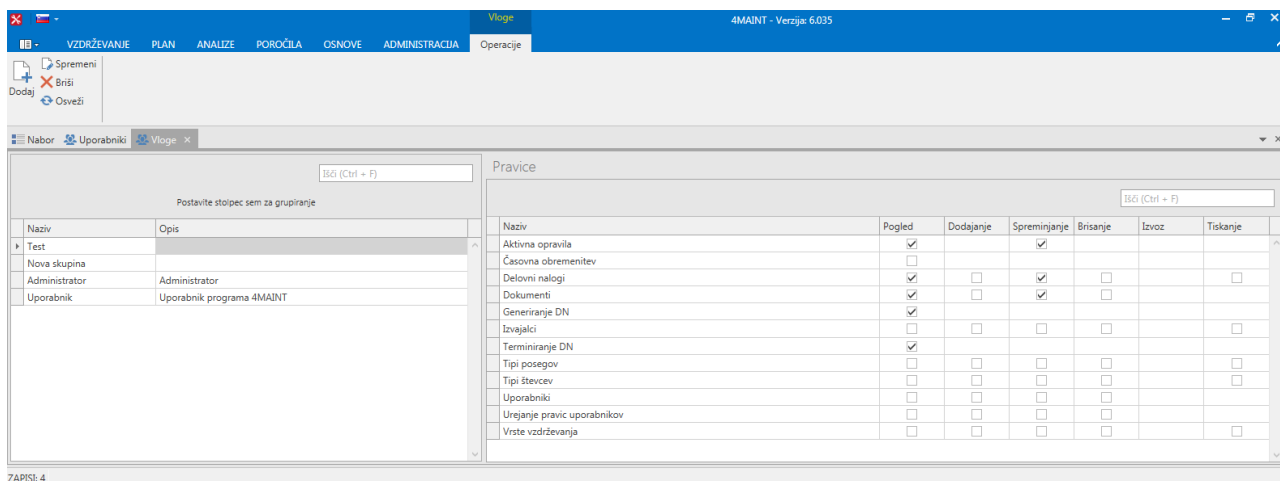 Vloge
4MAINT - Verzija: 6.035
VZDRŽEVANJE PLAN ANALIZE POROČILA OSNOVE ADMINISTRACIJA Operacije
Dodaj
Spremeni
Briši
Osveži
Nabor Uporabniki Vloge
Išči (Ctrl + F)
Postavite stolpec sem za grupiranje
Naziv Opis
Test
Nova skupina
Administrator Administrator
Uporabnik Uporabnik programa 4MAINT
Pravice
Išči (Ctrl + F)
Naziv Pogled Dodajanje Spreminjanje Brisanje Izvoz Tiskanje
Aktivna opravila
Časovna obremenitev
Delovni nalogi
Dokumenti
Generiranje DN
Izvajalci
Terminiranje DN
Tipi posegov
Tipi števcev
Uporabniki
Urejanje pravic uporabnikov
Vrste vzdrževanja
ZAPISI: 4